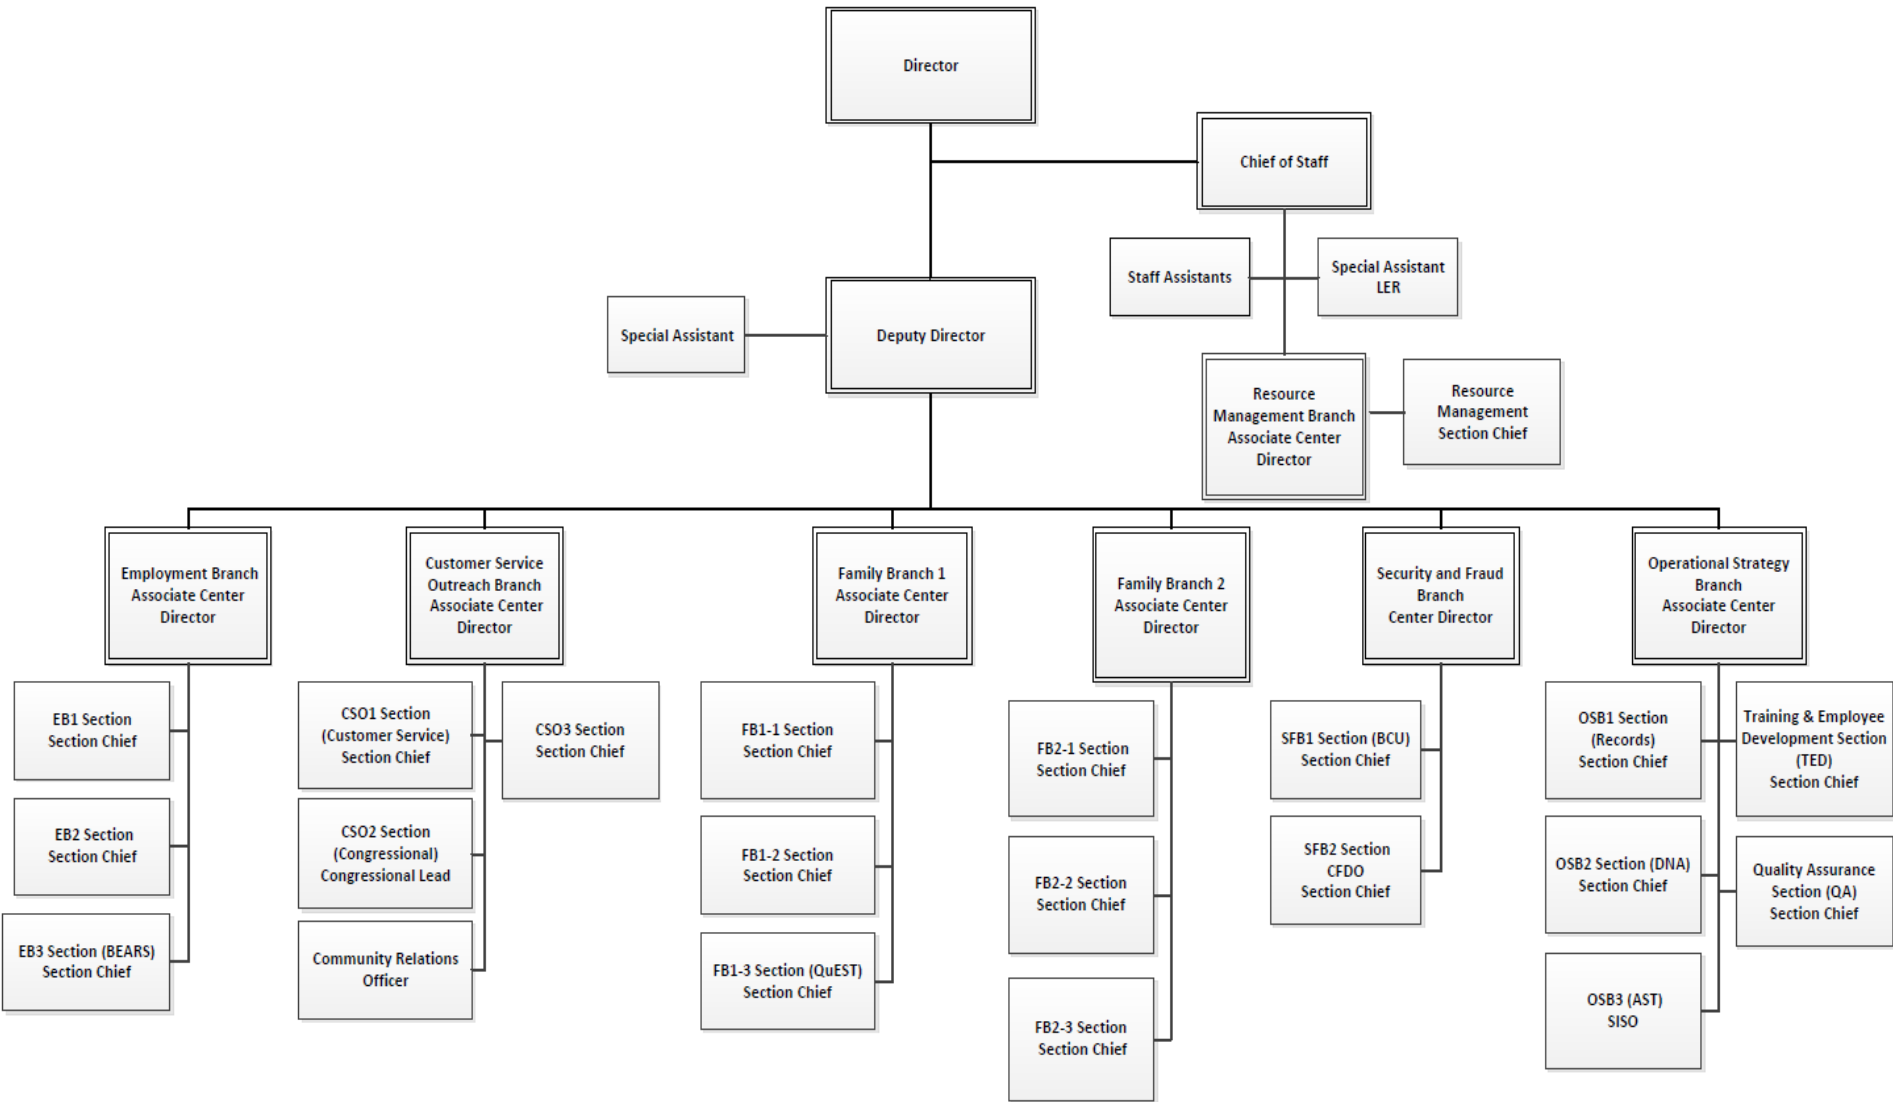 Director
Chief of Staff
Staff Assistants
Special Assistant
LER
Special Assistant
Deputy Director
Resource
Management Branch
Associate Center
Director
Resource
Management
Section Chief
Employment Branch
Associate Center
Director
Customer Service
Outreach Branch
Associate Center
Director
Family Branch 1
Associate Center
Director
Family Branch 2
Associate Center
Director
Security and Fraud
Branch
Center Director
Operational Strategy
Branch
Associate Center
Director
EB1 Section
Section Chief
EB2 Section
Section Chief
EB3 Section (BEARS)
Section Chief
CSO1 Section
(Customer Service)
Section Chief
CSO3 Section
Section Chief
CSO2 Section
(Congressional)
Congressional Lead
Community Relations
Officer
FB1-1 Section
Section Chief
FB1-2 Section
Section Chief
FB1-3 Section (QuEST)
Section Chief
FB2-1 Section
Section Chief
FB2-2 Section
Section Chief
FB2-3 Section
Section Chief
SFB1 Section (BCU)
Section Chief
SFB2 Section
CFDO
Section Chief
OSB1 Section
(Records)
Section Chief
Training & Employee
Development Section
(TED)
Section Chief
OSB2 Section (DNA)
Section Chief
Quality Assurance
Section (QA)
Section Chief
OSB3 (AST)
SISO